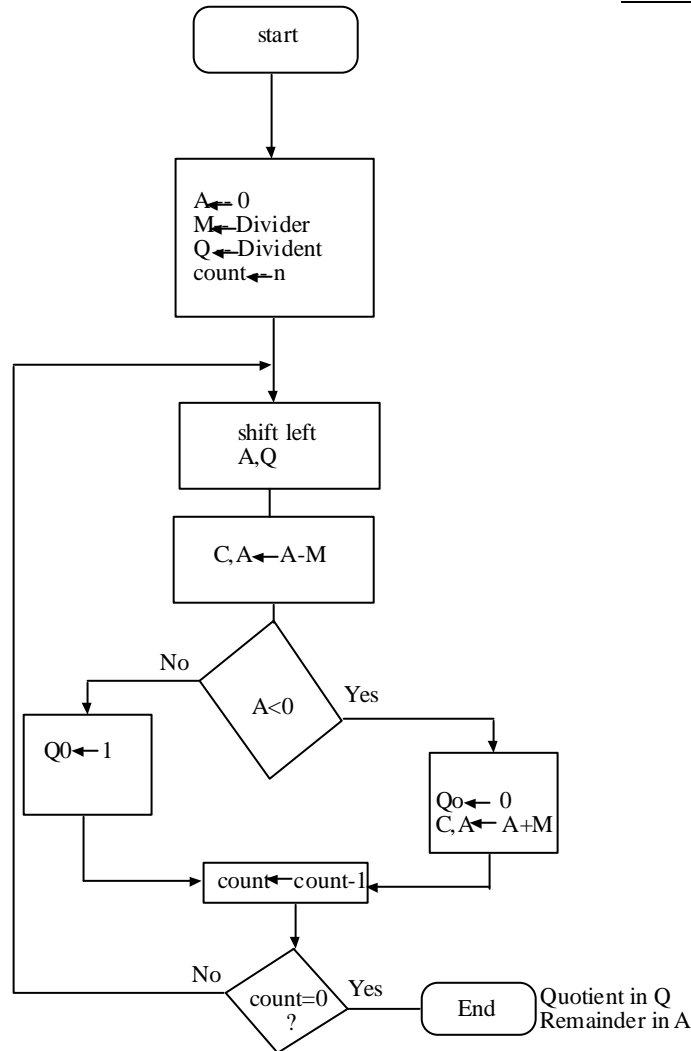 start
A← 0
M←Divider
Q←Divident
count←n
shift left
A,Q
C,A←A-M
No
A<0
Yes
Q0← 1
Qo← 0
C,A← A+M
count←count-1
No
count=0
?
Yes
End
Quotient in Q
Remainder in A